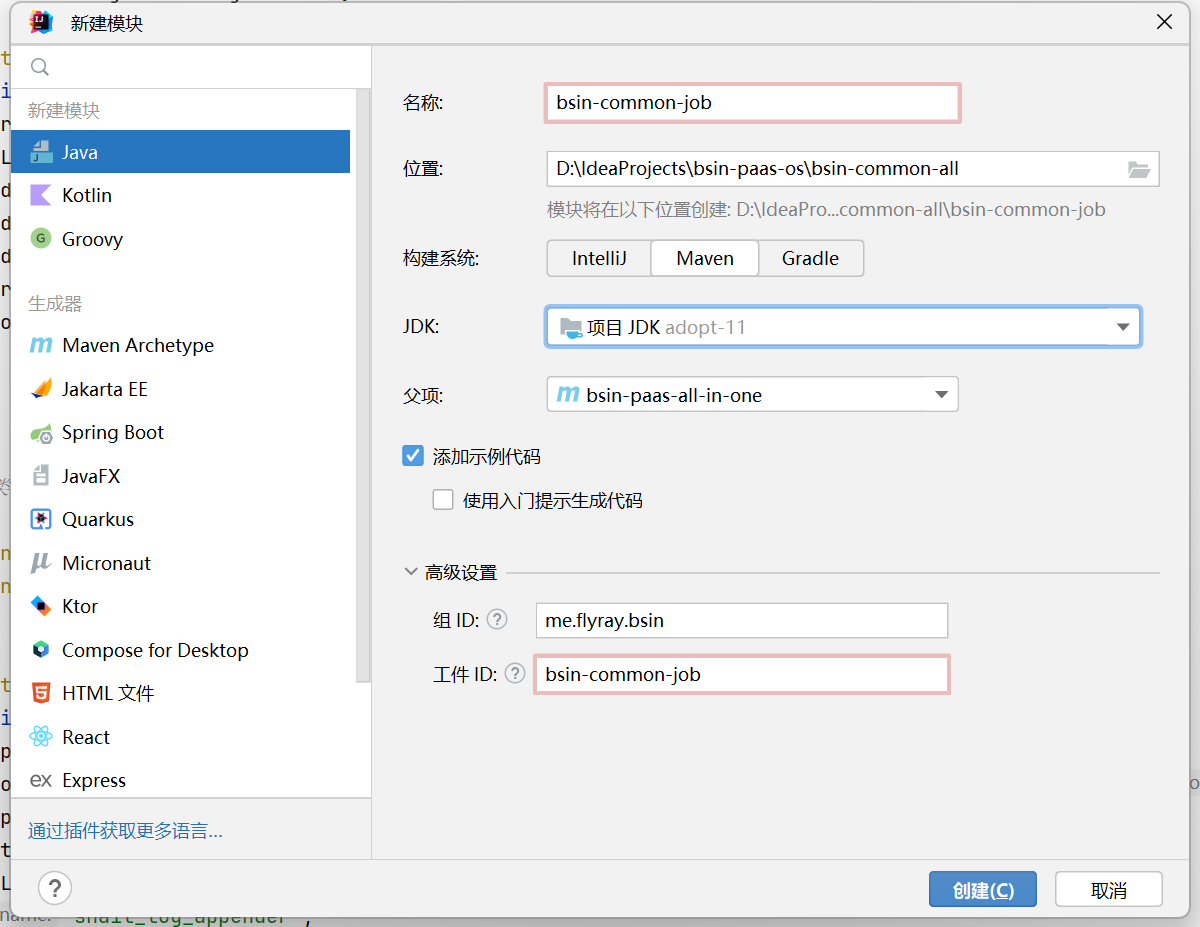 新建模块
新建模块
Java
Kotlin
Groovy
生成器
Maven Archetype
Jakarta EE
Spring Boot
JavaFX
Quarkus
Micronaut
Ktor
Compose for Desktop
HTML 文件
React
ex Express
通过插件获取更多语言...
名称: bsin-common-job
位置: D:\IdeaProjects\bsin-paas-os\bsin-common-all
模块将在以下位置创建: D:\IdeaPro...common-all\bsin-common-job
构建系统: IntelliJ Maven Gradle
JDK: 项目 JDK adopt-11
父项: m bsin-paas-all-in-one
添加示例代码
使用入门提示生成代码
高级设置
组 ID: ? me.flyray.bsin
工件 ID: ? bsin-common-job
? 创建(C) 取消